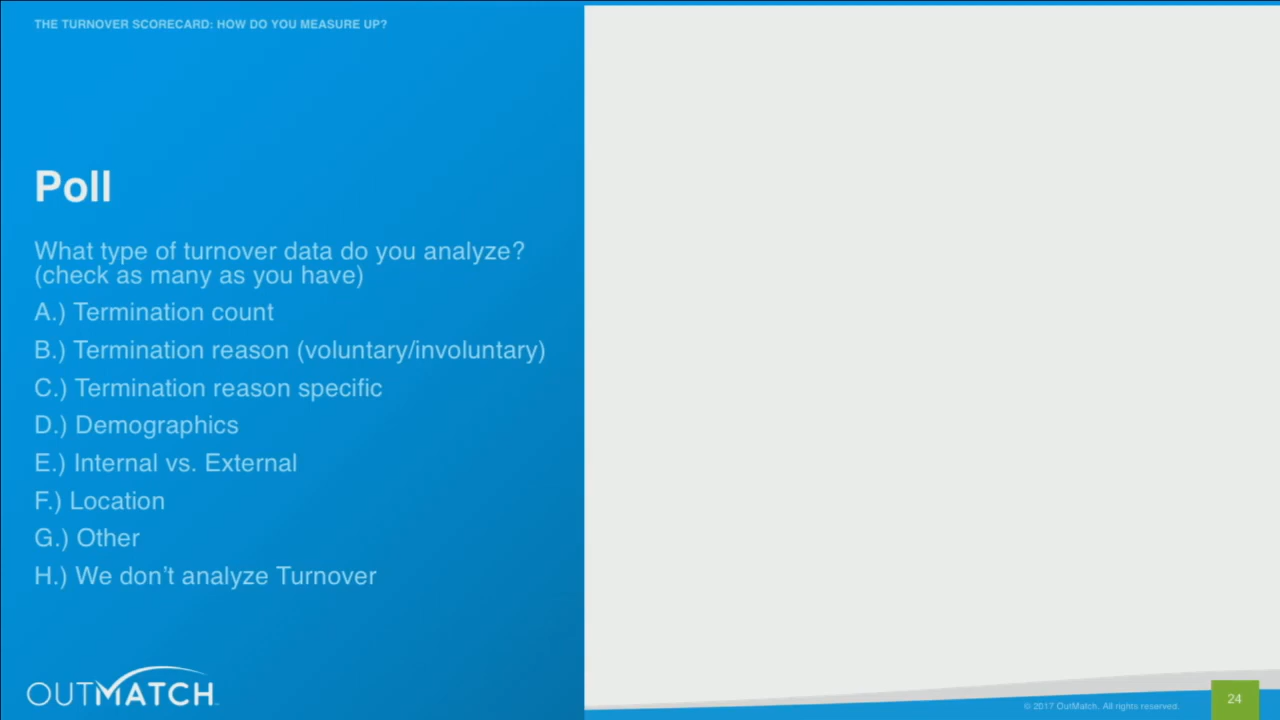 THE TURNOVER SCORECARD: HOW DO YOU MEASURE UP?
Poll
What type of turnover data do you analyze?
(check as many as you have)
A.) Termination count
B.) Termination reason (voluntary/involuntary)
C.) Termination reason specific
D.) Demographics
E.) Internal vs. External
F.) Location
G.) Other
H.) We don’t analyze Turnover
OUTMATCH
© 2017 OutMatch. All rights reserved.
24